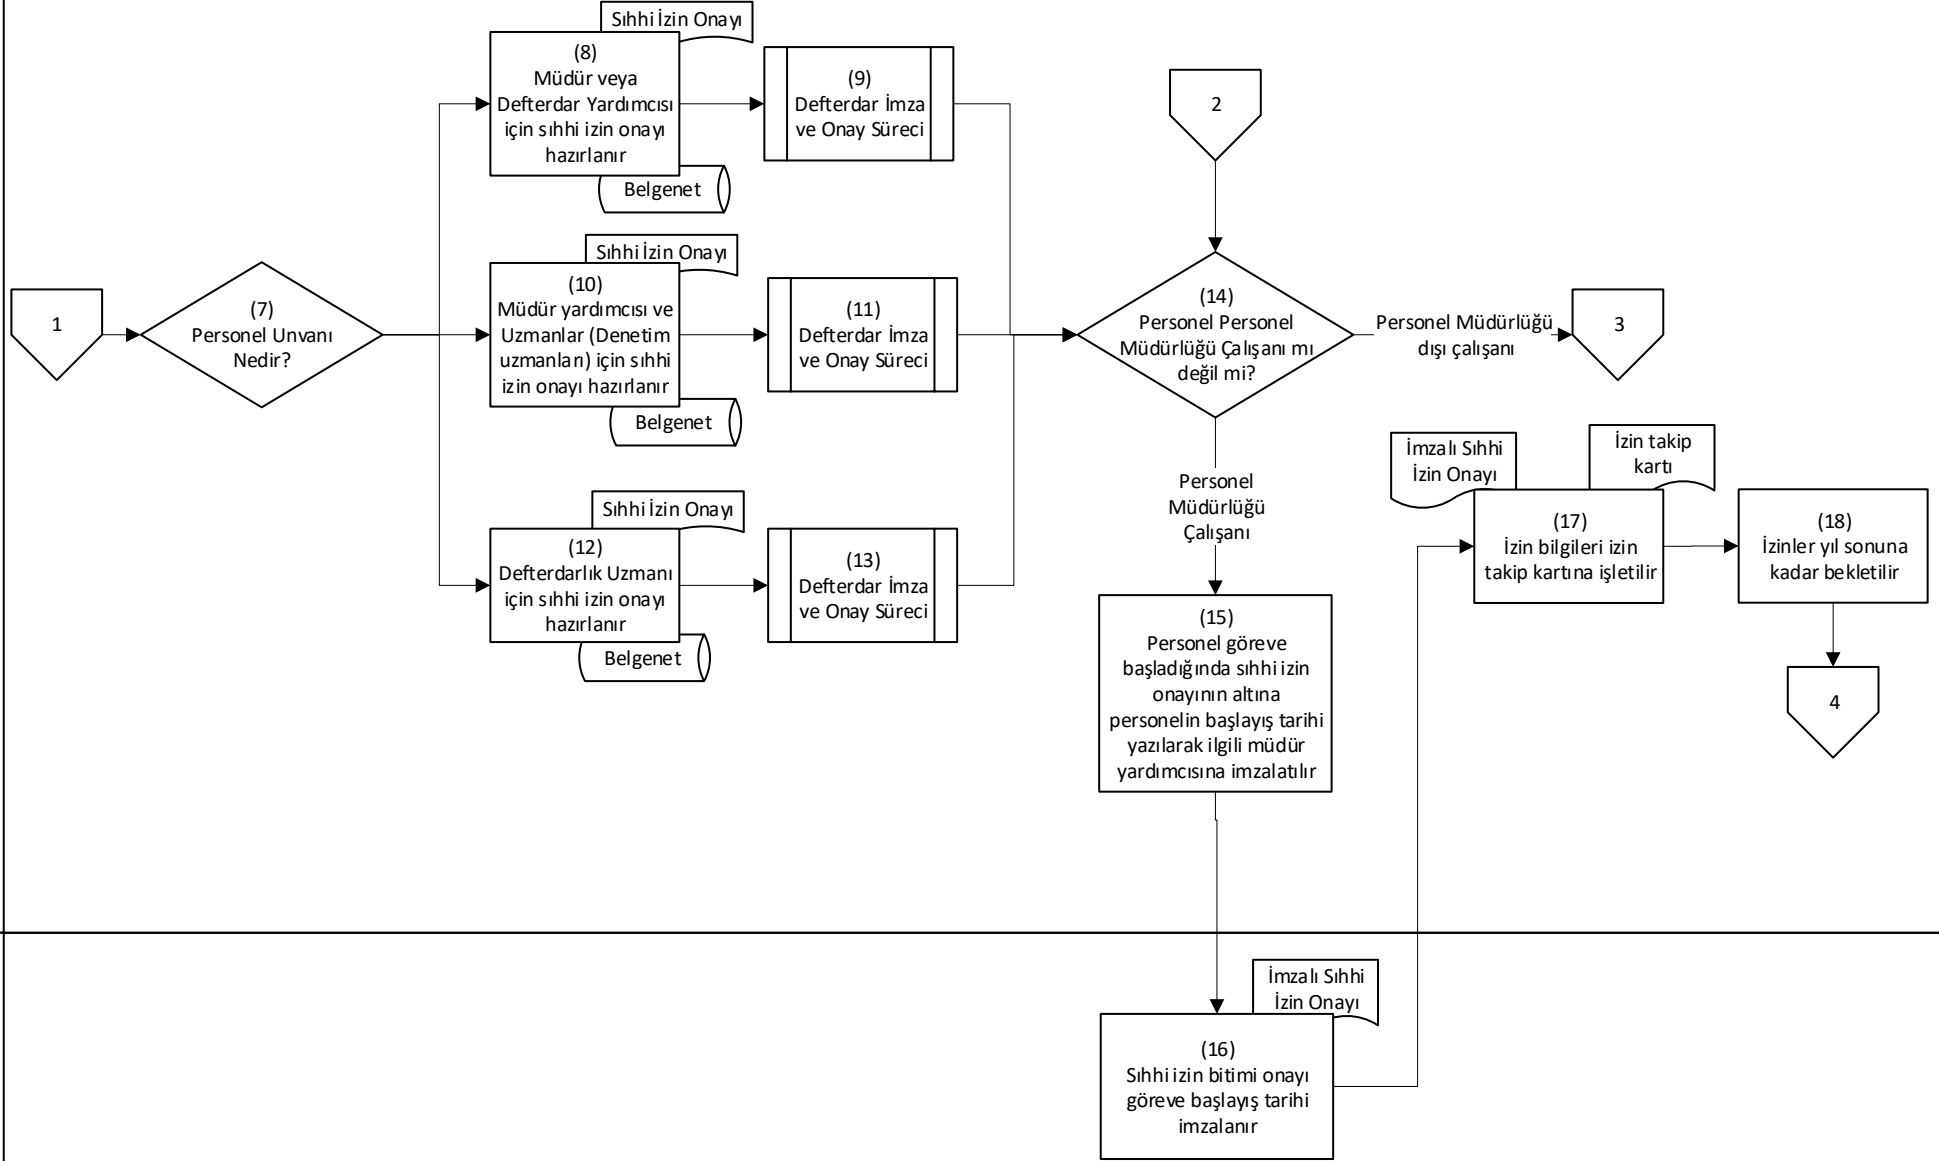 Sıhhi İzin Onayı
(8)
Müdür veya
Defterdar Yardımcısı
için sıhhi izin onayı
hazırlanır
Belgenet
(9)
Defterdar İmza
ve Onay Süreci
2
1
(7)
Personel Unvanı
Nedir?
Sıhhi İzin Onayı
(10)
Müdür yardımcısı ve
Uzmanlar (Denetim
uzmanları) için sıhhi
izin onayı hazırlanır
Belgenet
(11)
Defterdar İmza
ve Onay Süreci
(14)
Personel Personel
Müdürlüğü Çalışanı mı
değil mi?
Personel Müdürlüğü
dışı çalışanı
3
Sıhhi İzin Onayı
(12)
Defterdarlık Uzmanı
için sıhhi izin onayı
hazırlanır
Belgenet
(13)
Defterdar İmza
ve Onay Süreci
Personel
Müdürlüğü
Çalışanı
(15)
Personel göreve
başladığında sıhhi izin
onayının altına
personelin başlayış tarihi
yazılarak ilgili müdür
yardımcısına imzalatılır
İmzalı Sıhhi
İzin Onayı
İzin takip
kartı
(17)
İzin bilgileri izin
takip kartına işletilir
(18)
İzinler yıl sonuna
kadar bekletilir
4
İmzalı Sıhhi
İzin Onayı
(16)
Sıhhi izin bitimi onayı
göreve başlayış tarihi
imzalanır